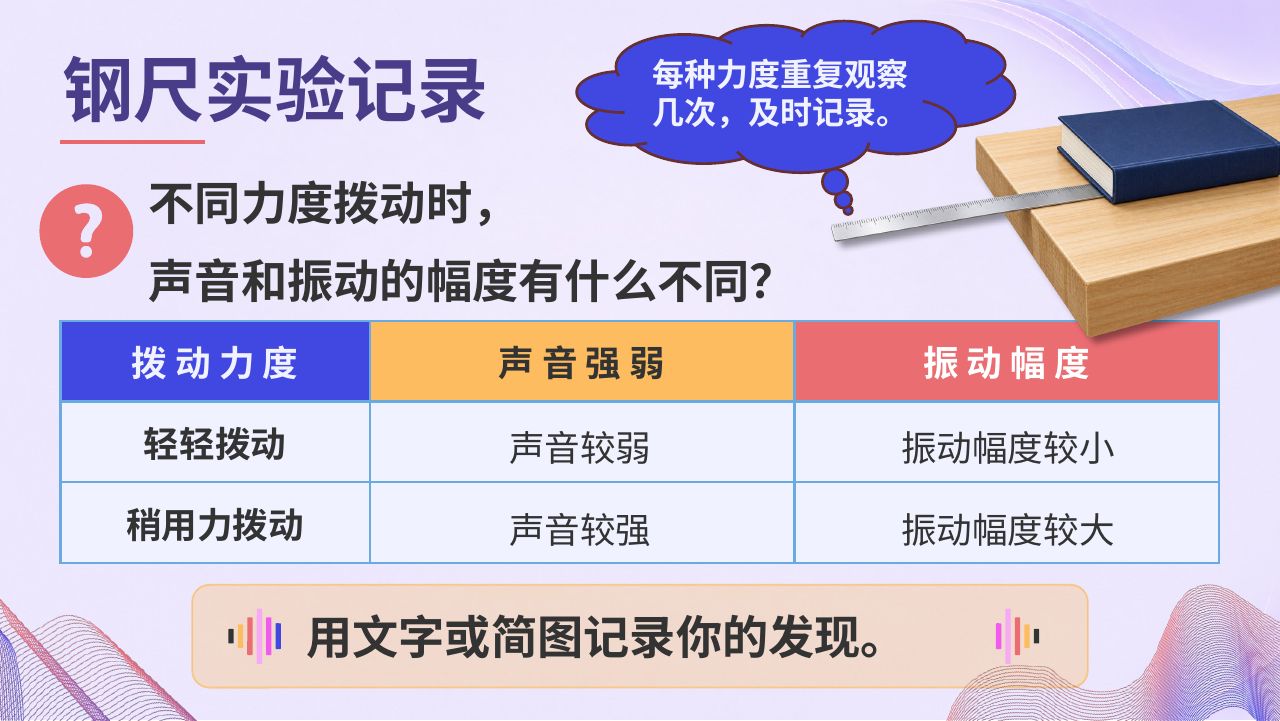 钢尺实验记录
每种力度重复观察
几次，及时记录。
?
不同力度拨动时，
声音和振动的幅度有什么不同？
拨动力度 声音强弱 振动幅度
轻轻拨动 声音较弱 振动幅度较小
稍用力拨动 声音较强 振动幅度较大
用文字或简图记录你的发现。